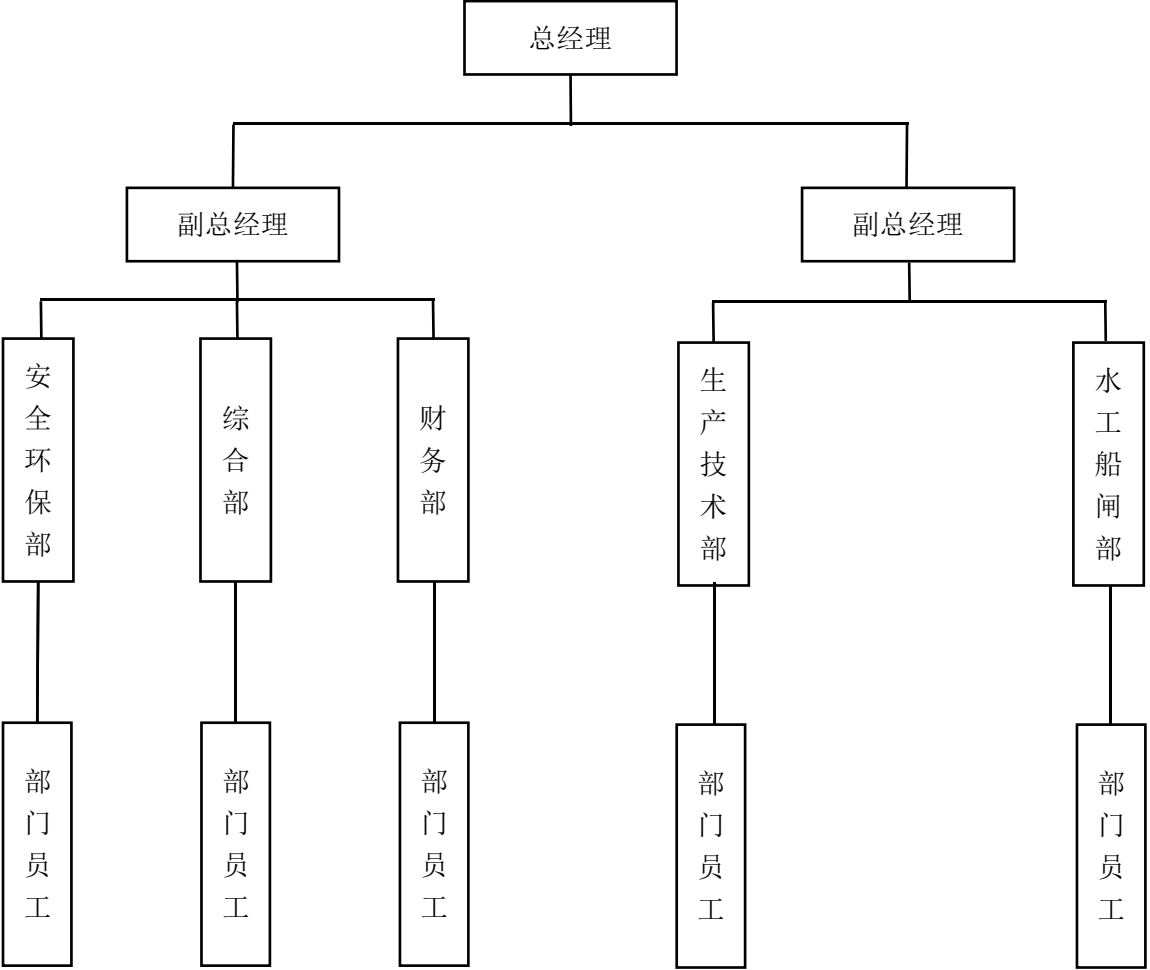 总经理
副总经理
副总经理
安全环保部
综合部
财务部
生产技术部
水工船闸部
部门员工
部门员工
部门员工
部门员工
部门员工